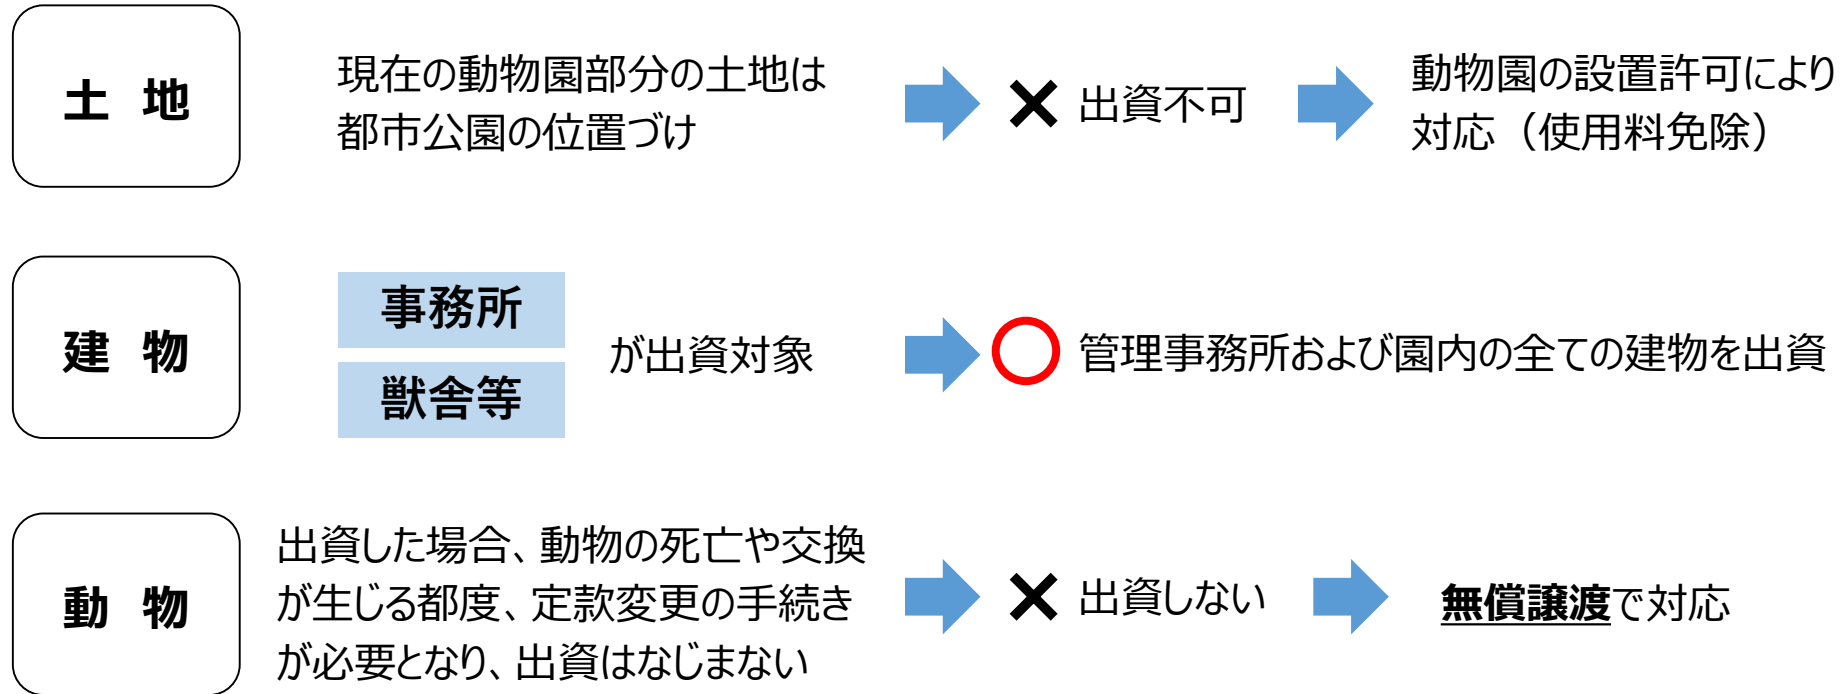 土 地
現在の動物園部分の土地は
都市公園の位置づけ
出資不可
動物園の設置許可により
対応（使用料免除）
建 物
事務所
獣舎等
が出資対象
管理事務所および園内の全ての建物を出資
動 物
出資した場合、動物の死亡や交換
が生じる都度、定款変更の手続き
が必要となり、出資はなじまない
出資しない
無償譲渡で対応